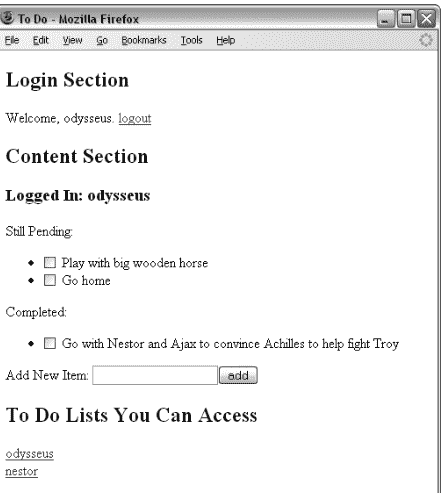 To Do - Mozilla Firefox
File Edit View Go Bookmarks Tools Help
Login Section
Welcome, odysseus. logout
Content Section
Logged In: odysseus
Still Pending:
Play with big wooden horse
Go home
Completed:
Go with Nestor and Ajax to convince Achilles to help fight Troy
Add New Item: add
To Do Lists You Can Access
odysseus
nestor